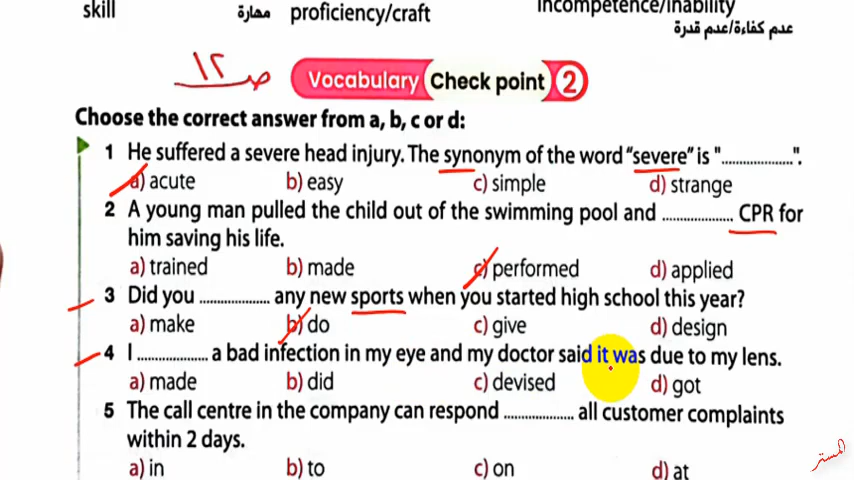 skill مهارة proficiency/craft incompetence/inability
عدم كفاءة/عدم قدرة
ص ١٢
Vocabulary Check point 2
Choose the correct answer from a, b, c or d:
1 He suffered a severe head injury. The synonym of the word "severe" is "....................".
a) acute b) easy c) simple d) strange
2 A young man pulled the child out of the swimming pool and .................... CPR for
him saving his life.
a) trained b) made c) performed d) applied
3 Did you .................... any new sports when you started high school this year?
a) make b) do c) give d) design
4 I .................... a bad infection in my eye and my doctor said it was due to my lens.
a) made b) did c) devised d) got
5 The call centre in the company can respond .................... all customer complaints
within 2 days.
a) in b) to c) on d) at